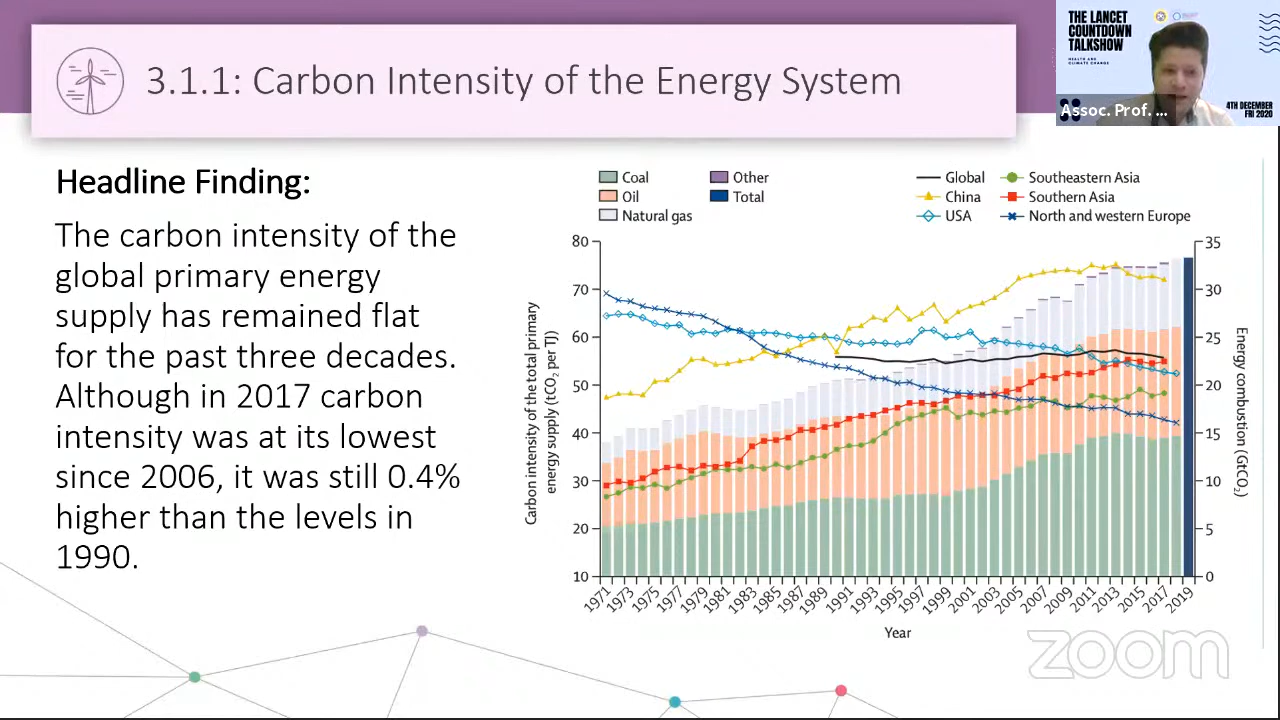 3.1.1: Carbon Intensity of the Energy System
THE LANCET
COUNTDOWN
TALKSHOW
HEALTH AND
CLIMATE CHANGE
Assoc. Prof. ...
4TH DECEMBER
FRI 2020
Headline Finding:
The carbon intensity of the
global primary energy
supply has remained flat
for the past three decades.
Although in 2017 carbon
intensity was at its lowest
since 2006, it was still 0.4%
higher than the levels in
1990.
Coal
Oil
Natural gas
Other
Total
Global
China
USA
Southeastern Asia
Southern Asia
North and western Europe
Carbon intensity of the total primary
energy supply (tCO₂ per TJ)
80
70
60
50
40
30
20
10
35
30
25
20
15
10
5
0
Energy combustion (GtCO₂)
1971
1973
1975
1977
1979
1981
1983
1985
1987
1989
1991
1993
1995
1997
1999
2001
2003
2005
2007
2009
2011
2013
2015
2017
2019
Year
zoom